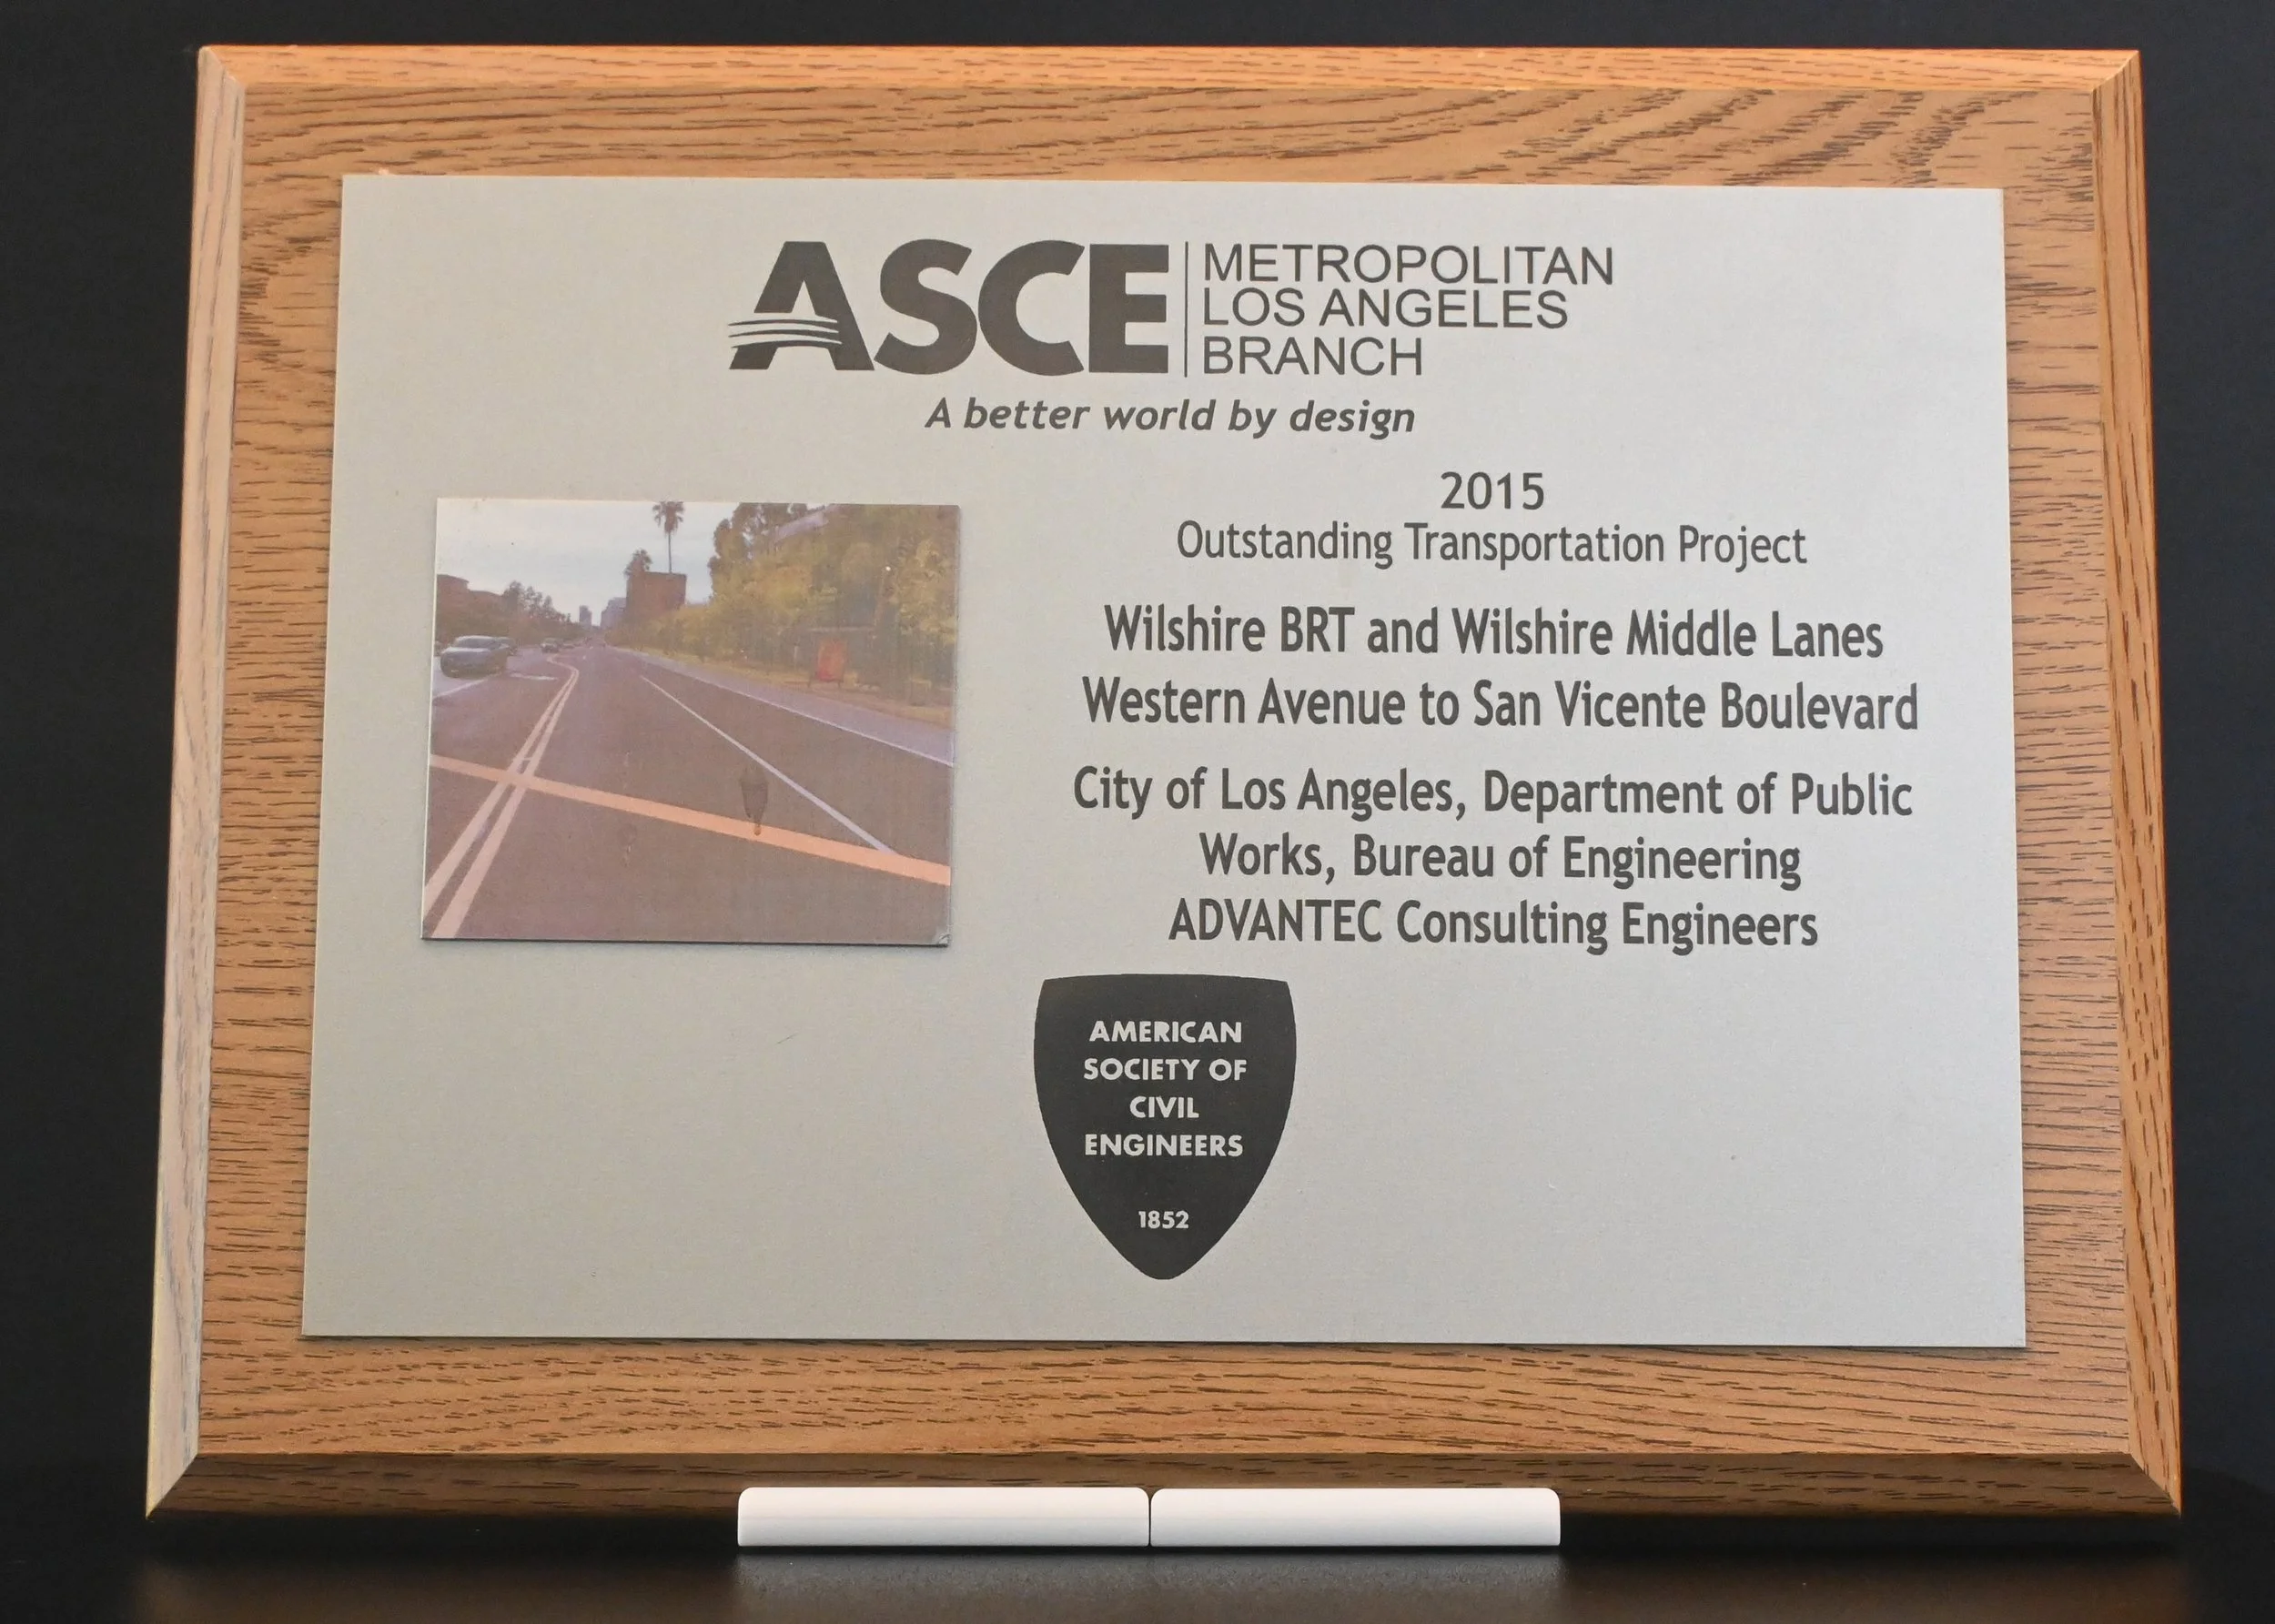 ASCE
METROPOLITAN
LOS ANGELES
BRANCH
A better world by design
2015
Outstanding Transportation Project
Wilshire BRT and Wilshire Middle Lanes
Western Avenue to San Vicente Boulevard
City of Los Angeles, Department of Public
Works, Bureau of Engineering
ADVANTEC Consulting Engineers
AMERICAN
SOCIETY OF
CIVIL
ENGINEERS
1852